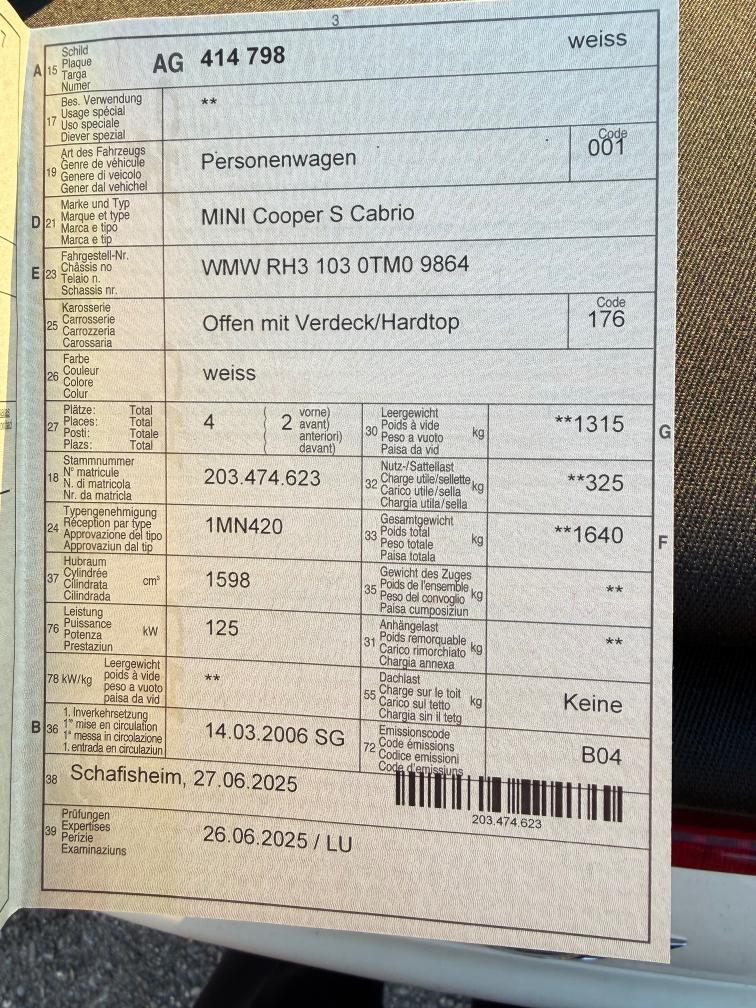 3
A 15 Schild
Plaque
Targa
Numer
AG 414 798 weiss
17 Bes. Verwendung
Usage spécial
Uso speciale
Diever spezial
**
19 Art des Fahrzeugs
Genre de véhicule
Genere di veicolo
Gener dal vehichel
Personenwagen
Code
001
D 21 Marke und Typ
Marque et type
Marca e tipo
Marca e tip
MINI Cooper S Cabrio
E 23 Fahrgestell-Nr.
Châssis no
Telaio n.
Schassis nr.
WMW RH3 103 0TM0 9864
25 Karosserie
Carrosserie
Carrozzeria
Carossaria
Offen mit Verdeck/Hardtop
Code
176
26 Farbe
Couleur
Colore
Colur
weiss
27 Plätze: Total
Places: Total
Posti: Totale
Plazs: Total
4 ( 2 vorne)
( avant)
( anteriori)
( davant)
30 Leergewicht
Poids à vide
Peso a vuoto
Paisa da vid
kg
**1315
G
18 Stammnummer
N° matricule
N. di matricola
Nr. da matricla
203.474.623
32 Nutz-/Sattellast
Charge utile/sellette
Carico utile/sella
Chargia utila/sella
kg
**325
24 Typengenehmigung
Réception par type
Approvazione del tipo
Approvaziun dal tip
1MN420
33 Gesamtgewicht
Poids total
Peso totale
Paisa totala
kg
**1640
F
37 Hubraum
Cylindrée
Cilindrata
Cilindrada
cm³
1598
35 Gewicht des Zuges
Poids de l'ensemble
Peso del convoglio
Paisa cumposiziun
kg
**
76 Leistung
Puissance
Potenza
Prestaziun
kW
125
31 Anhängelast
Poids remorquable
Carico rimorchiato
Chargia annexa
kg
**
78 kW/kg Leergewicht
poids à vide
peso a vuoto
paisa da vid
**
55 Dachlast
Charge sur le toit
Carico sul tetto
Chargia sin il tetg
kg
Keine
B 36 1. Inverkehrsetzung
1re mise en circulation
1a messa in circolazione
1. entrada en circulaziun
14.03.2006 SG
72 Emissionscode
Code émissions
Codice emissioni
Code d'emissiuns
B04
38 Schafisheim, 27.06.2025
203.474.623
39 Prüfungen
Expertises
Perizie
Examinaziuns
26.06.2025 / LU